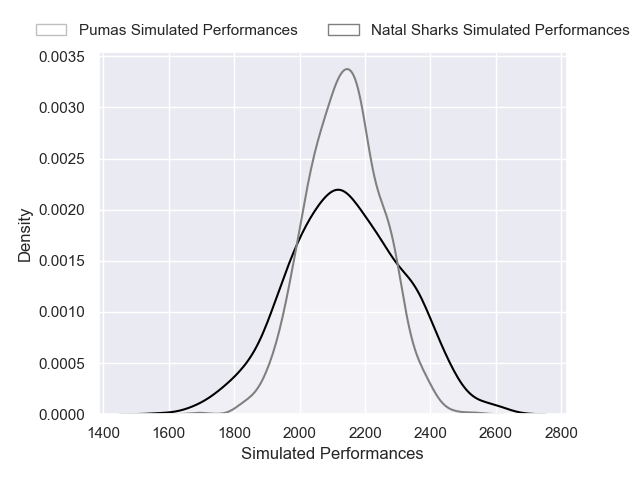 Pumas Simulated Performances Natal Sharks Simulated Performances
0.0035
0.0030
0.0025
0.0020
0.0015
0.0010
0.0005
0.0000
Density
1400 1600 1800 2000 2200 2400 2600 2800
Simulated Performances